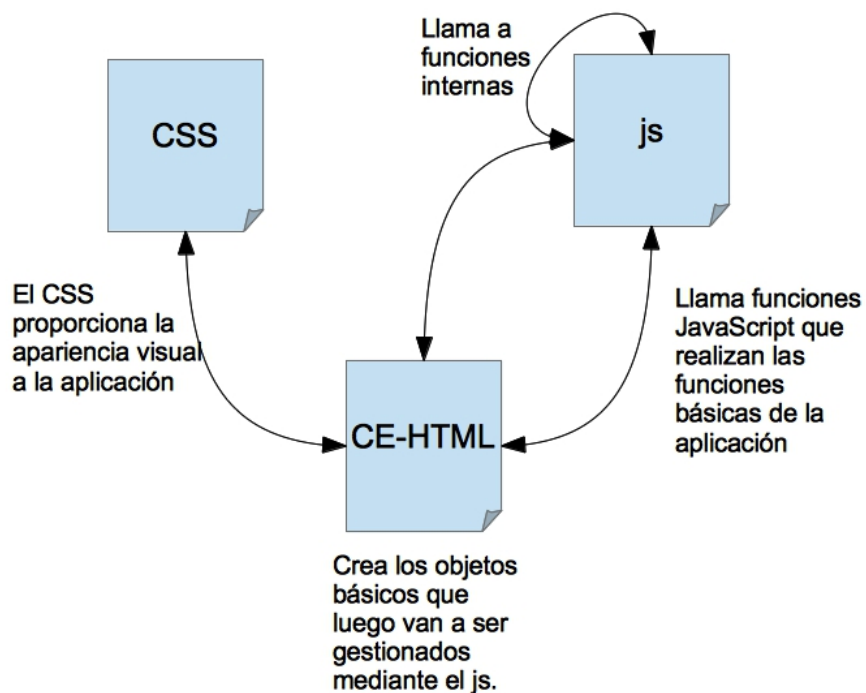 Llama a
funciones
internas
CSS
js
El CSS
proporciona la
apariencia visual
a la aplicación
Llama funciones
JavaScript que
realizan las
funciones
básicas de la
aplicación
CE-HTML
Crea los objetos
básicos que
luego van a ser
gestionados
mediante el js.